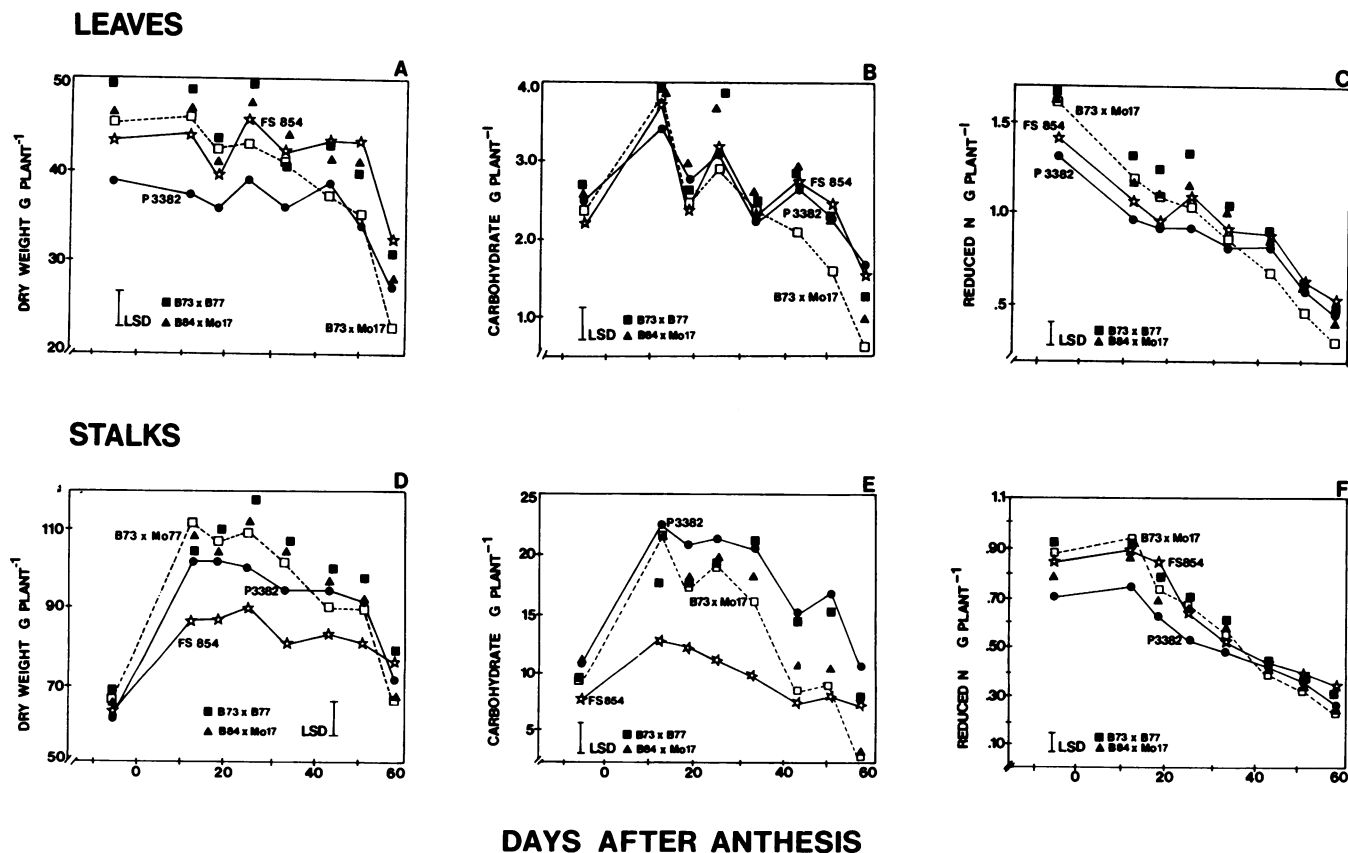 LEAVES
A
DRY WEIGHT G PLANT-1
50
40
30
20
FS 854
P3382
B73 x Mo17
LSD
B73 x B77
B84 x Mo17
B
CARBOHYDRATE G PLANT-1
4.0
3.0
2.0
1.0
FS 854
P3382
B73 x Mo17
LSD
B73 x B77
B84 x Mo17
C
REDUCED N G PLANT-1
1.5
1.0
.5
B73 x Mo17
FS 854
P 3382
LSD
B73 x B77
B84 x Mo17
STALKS
D
DRY WEIGHT G PLANT-1
110
90
70
50
B73 x Mo77
P3382
FS 854
B73 x B77
B84 x Mo17
LSD
0 20 40 60
E
CARBOHYDRATE G PLANT-1
25
20
15
10
5
P3382
B73 x Mo17
FS854
LSD
B73 x B77
B84 x Mo17
0 20 40 60
F
REDUCED N G PLANT-1
1.1
.90
.70
.50
.30
.10
B73 x Mo17
FS854
P3382
LSD
B73 x B77
B84 x Mo17
0 20 40 60
DAYS AFTER ANTHESIS